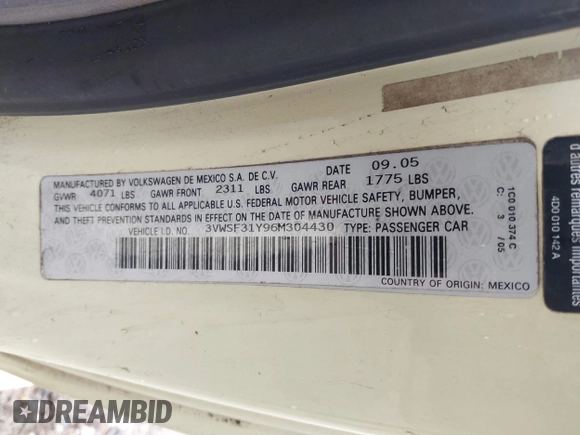 MANUFACTURED BY VOLKSWAGEN DE MEXICO S.A. DE C.V. DATE 09.05
GVWR 4071 LBS GAWR FRONT 2311 LBS GAWR REAR 1775 LBS
THIS VEHICLE CONFORMS TO ALL FEDERAL MOTOR VEHICLE SAFETY, BUMPER,
AND THEFT PREVENTION STANDARDS IN EFFECT ON THE DATE OF MANUFACTURE SHOWN ABOVE.
VEHICLE I.D. NO. 3VWSF31Y96M304430 TYPE: PASSENGER CAR
COUNTRY OF ORIGIN: MEXICO
1C0 010 374 C
C: 3 /05
4D0 010 142 A
d'autres informations importantes
DREAMBID